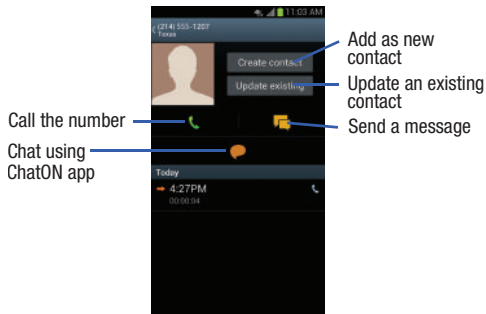 11:03 AM
(214) 555-1207
Texas
Create contact
Update existing
Add as new
contact
Update an existing
contact
Call the number
Send a message
Chat using
ChatON app
Today
4:27PM
00:00:04